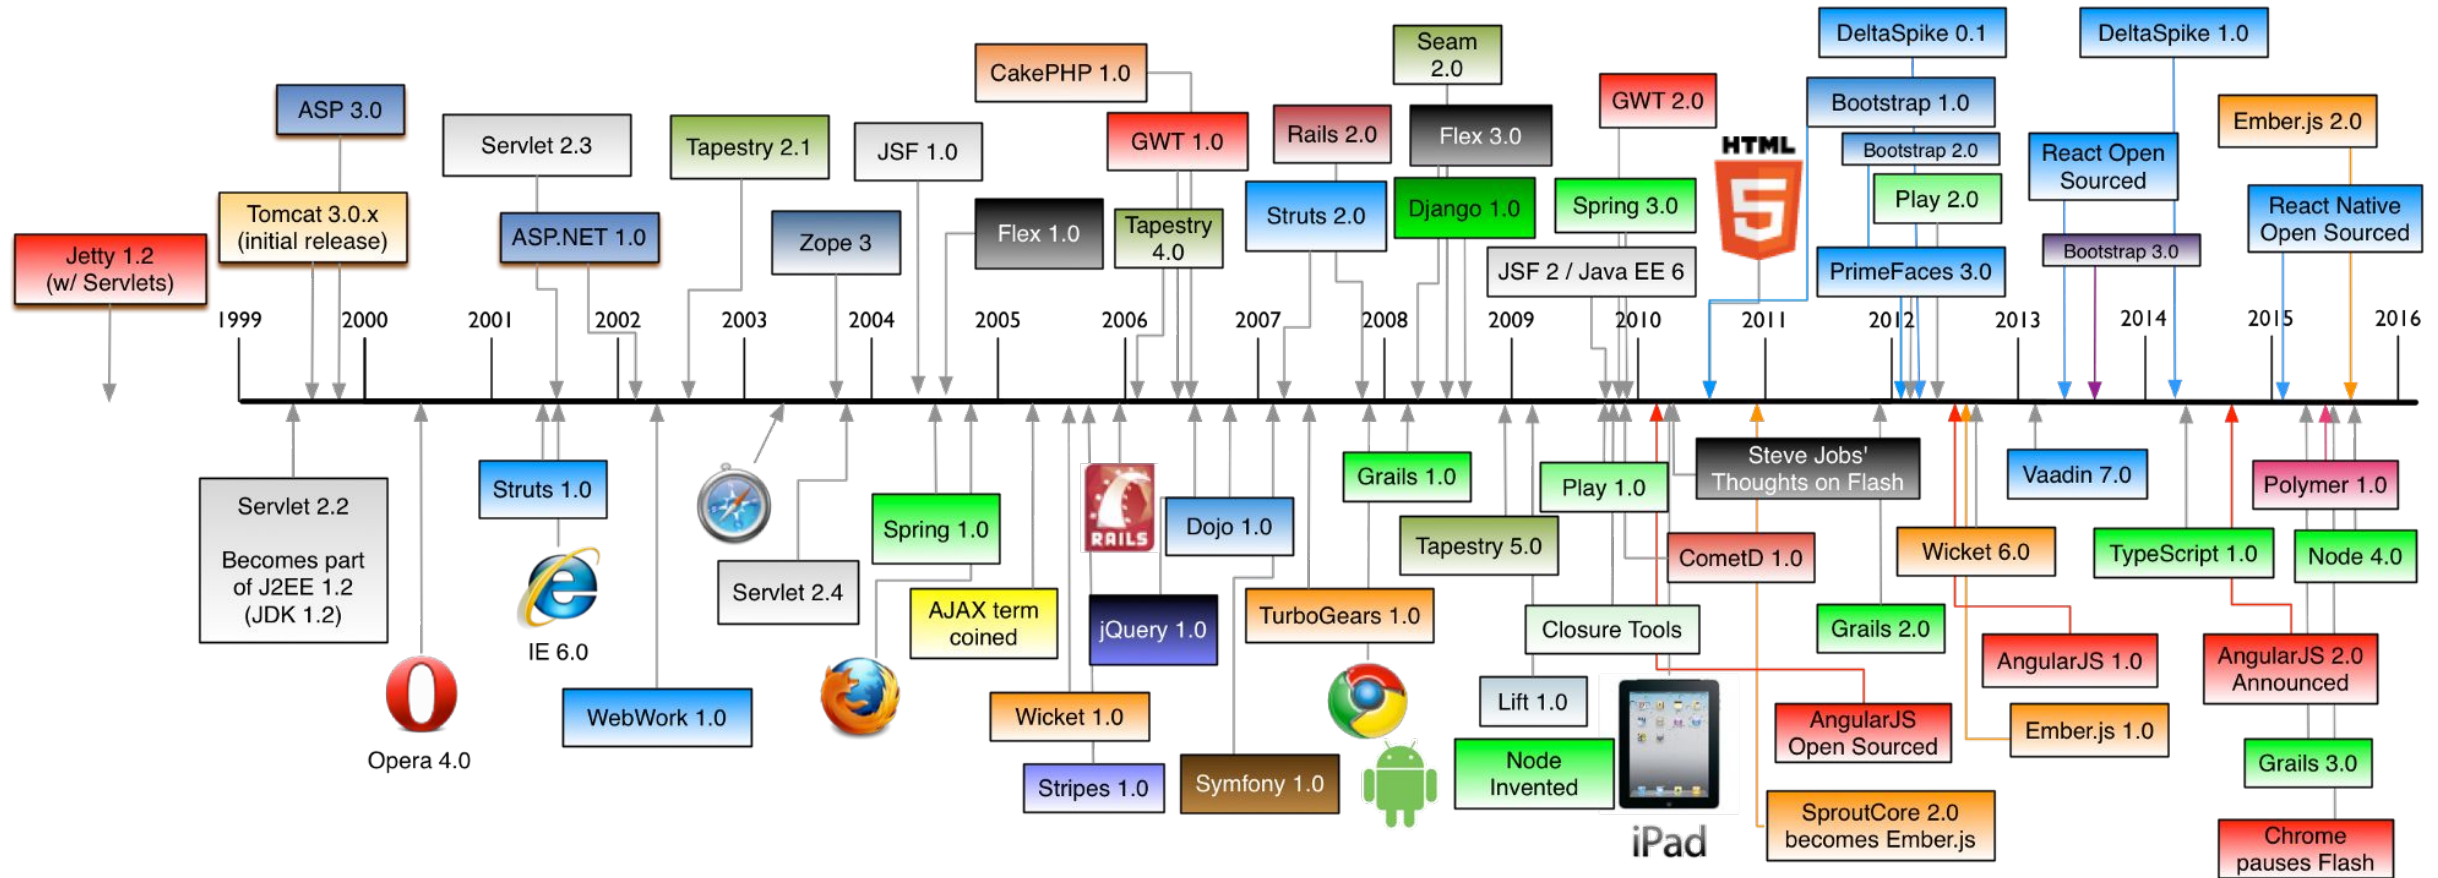 DeltaSpike 0.1
DeltaSpike 1.0
Seam
2.0
CakePHP 1.0
GWT 2.0
Bootstrap 1.0
ASP 3.0
Ember.js 2.0
Servlet 2.3
Tapestry 2.1
JSF 1.0
GWT 1.0
Rails 2.0
Flex 3.0
HTML
5
Bootstrap 2.0
React Open
Sourced
Play 2.0
Tomcat 3.0.x
(initial release)
ASP.NET 1.0
Zope 3
Flex 1.0
Tapestry
4.0
Struts 2.0
Django 1.0
Spring 3.0
React Native
Open Sourced
Bootstrap 3.0
Jetty 1.2
(w/ Servlets)
JSF 2 / Java EE 6
PrimeFaces 3.0
1999 2000 2001 2002 2003 2004 2005 2006 2007 2008 2009 2010 2011 2012 2013 2014 2015 2016
Servlet 2.2
Becomes part
of J2EE 1.2
(JDK 1.2)
Struts 1.0
Spring 1.0
RAILS
Dojo 1.0
Grails 1.0
Play 1.0
Steve Jobs'
Thoughts on Flash
Vaadin 7.0
Polymer 1.0
Tapestry 5.0
CometD 1.0
Wicket 6.0
TypeScript 1.0
Node 4.0
Servlet 2.4
AJAX term
coined
jQuery 1.0
TurboGears 1.0
Closure Tools
Grails 2.0
IE 6.0
AngularJS 1.0
AngularJS 2.0
Announced
WebWork 1.0
Wicket 1.0
Lift 1.0
AngularJS
Open Sourced
Ember.js 1.0
Opera 4.0
Stripes 1.0
Symfony 1.0
Node
Invented
Grails 3.0
iPad
SproutCore 2.0
becomes Ember.js
Chrome
pauses Flash